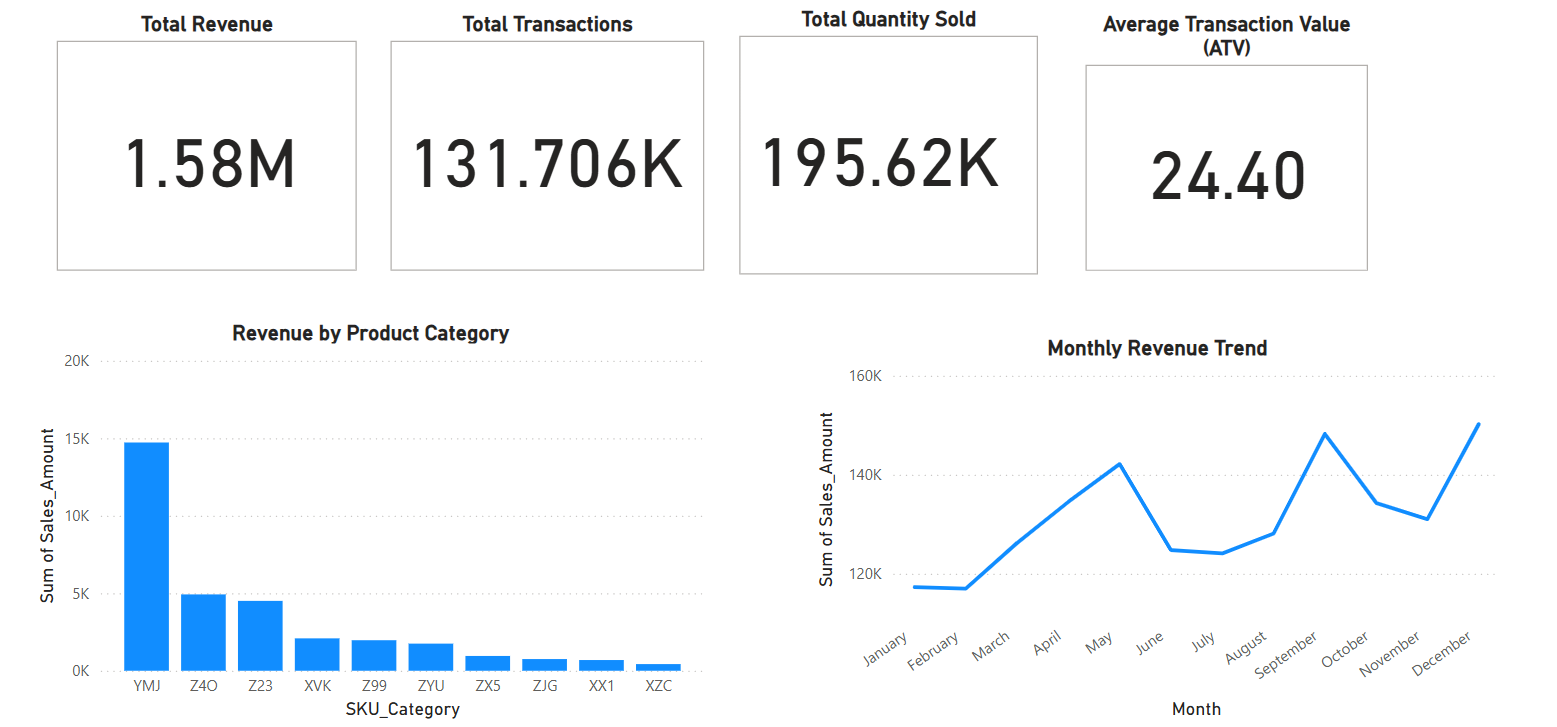 Total Revenue
1.58M
Total Transactions
131.706K
Total Quantity Sold
195.62K
Average Transaction Value
(ATV)
24.40
Revenue by Product Category
Sum of Sales_Amount
20K
15K
10K
5K
0K
YMJ Z4O Z23 XVK Z99 ZYU ZX5 ZJG XX1 XZC
SKU_Category
Monthly Revenue Trend
Sum of Sales_Amount
160K
140K
120K
January February March April May June July August September October November December
Month